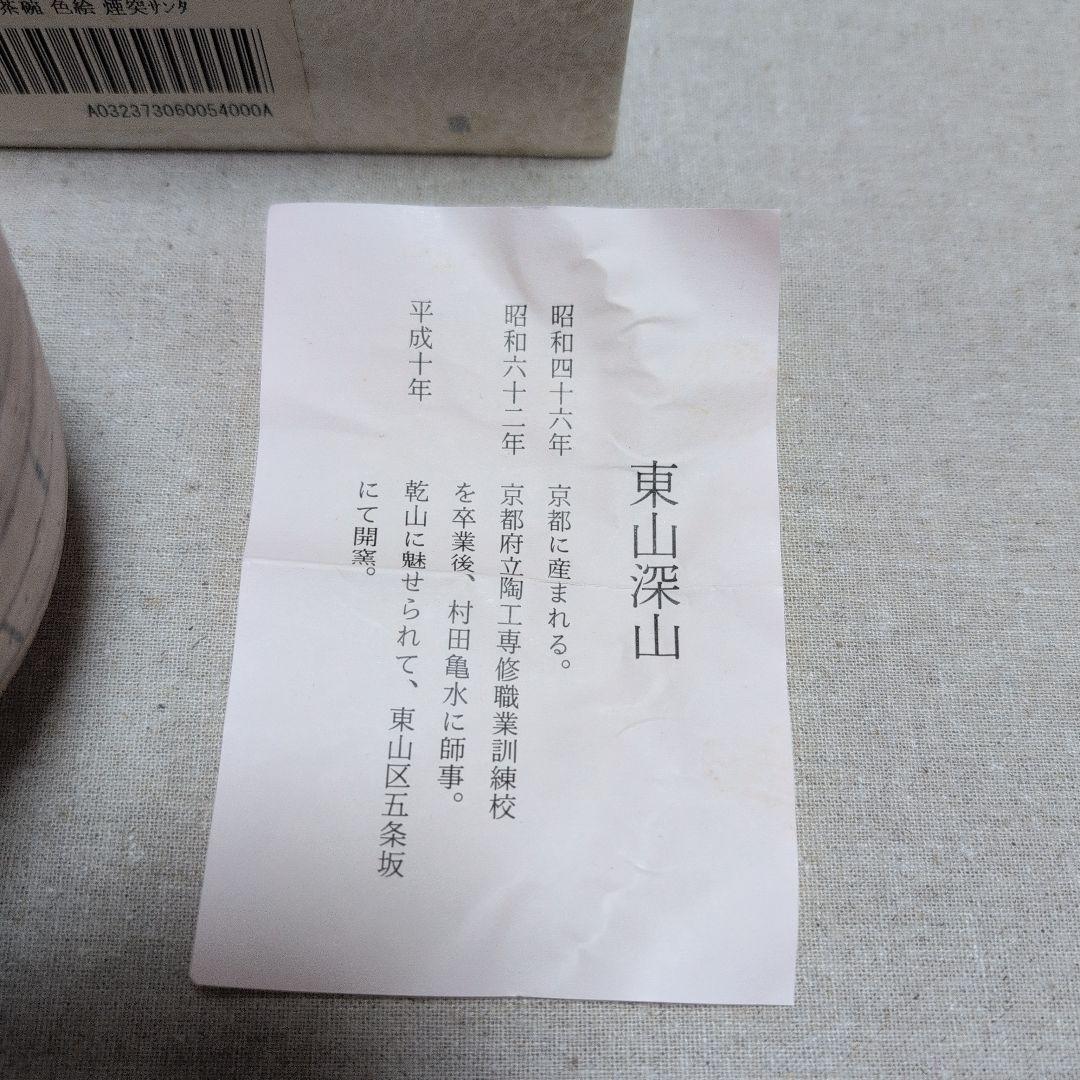 茶碗 色絵 煙突サンタ
A032373060054000A
東山深山
昭和四十六年 京都に産まれる。
昭和六十二年 京都府立陶工専修職業訓練校
を卒業後、村田亀水に師事。
平成十年 乾山に魅せられて、東山区五条坂
にて開窯。